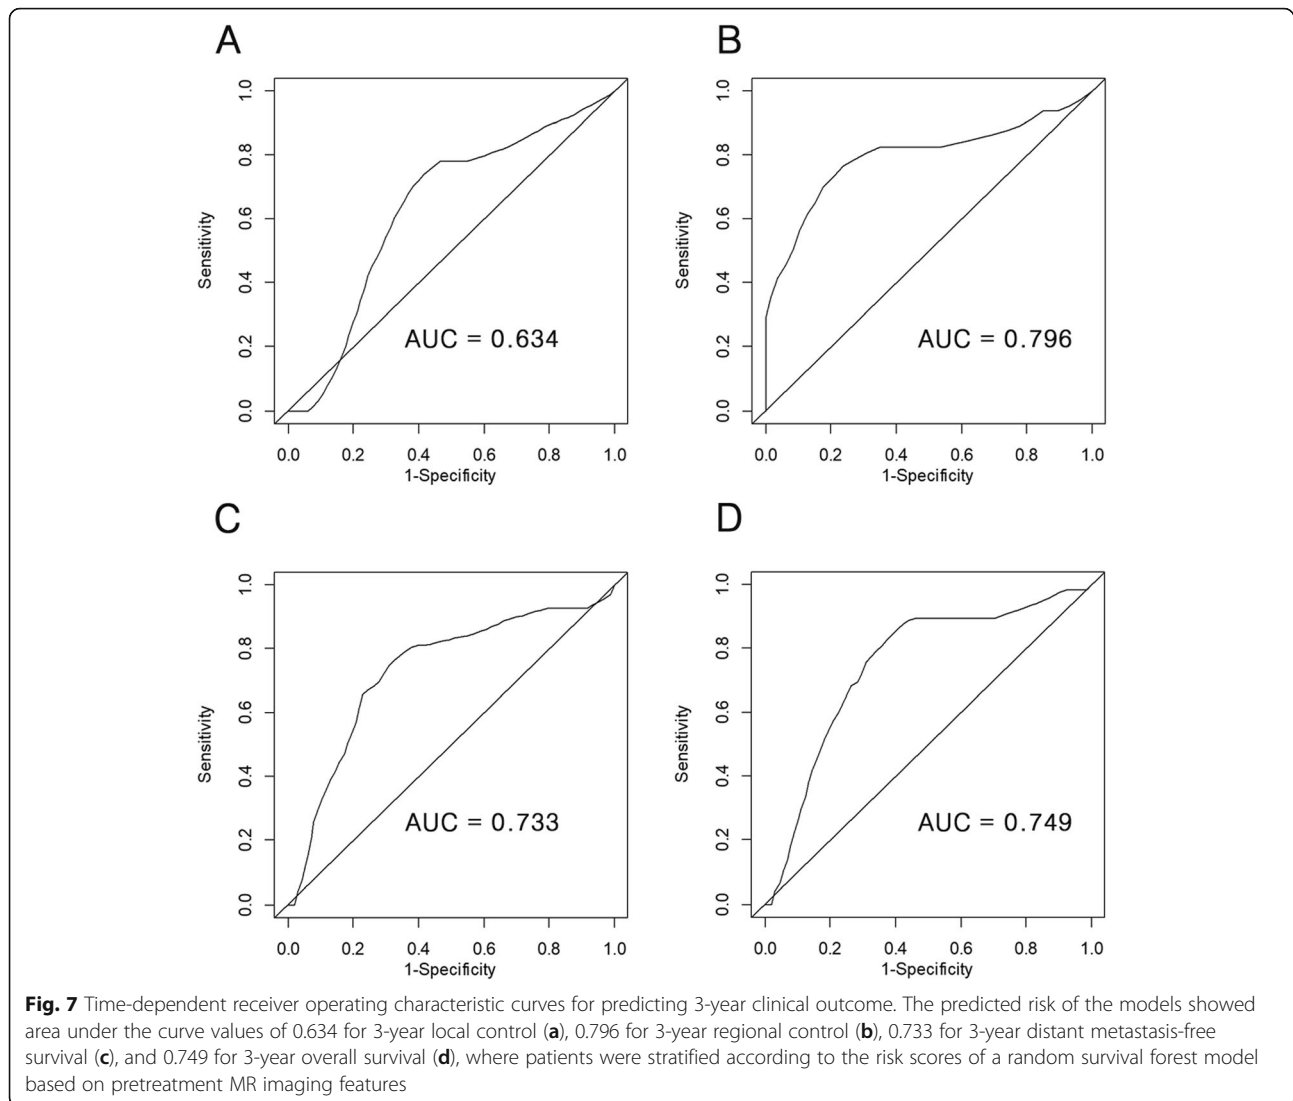 A
B
1.0
0.8
0.6
0.4
0.2
0.0
Sensitivity
AUC = 0.634
0.0 0.2 0.4 0.6 0.8 1.0
1-Specificity
1.0
0.8
0.6
0.4
0.2
0.0
Sensitivity
AUC = 0.796
0.0 0.2 0.4 0.6 0.8 1.0
1-Specificity
C
D
1.0
0.8
0.6
0.4
0.2
0.0
Sensitivity
AUC = 0.733
0.0 0.2 0.4 0.6 0.8 1.0
1-Specificity
1.0
0.8
0.6
0.4
0.2
0.0
Sensitivity
AUC = 0.749
0.0 0.2 0.4 0.6 0.8 1.0
1-Specificity
Fig. 7 Time-dependent receiver operating characteristic curves for predicting 3-year clinical outcome. The predicted risk of the models showed
area under the curve values of 0.634 for 3-year local control (a), 0.796 for 3-year regional control (b), 0.733 for 3-year distant metastasis-free
survival (c), and 0.749 for 3-year overall survival (d), where patients were stratified according to the risk scores of a random survival forest model
based on pretreatment MR imaging features